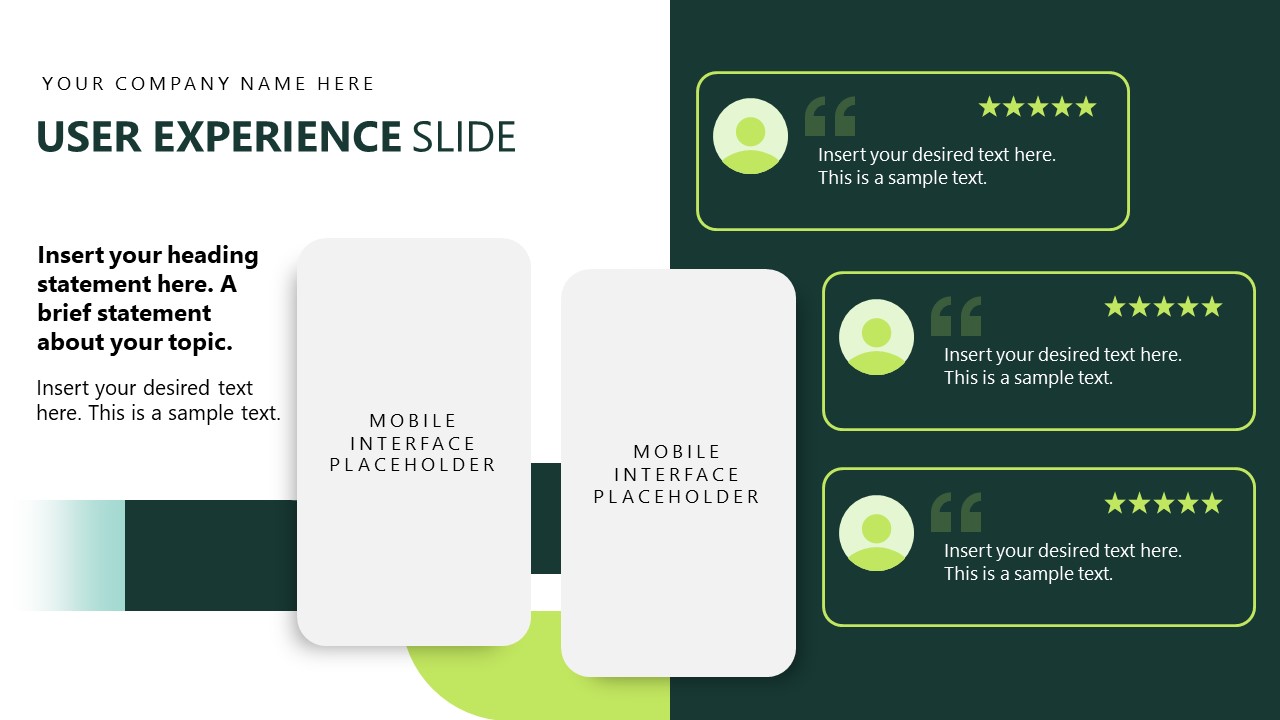 YOUR COMPANY NAME HERE
USER EXPERIENCE SLIDE
Insert your heading
statement here. A
brief statement
about your topic.
Insert your desired text
here. This is a sample text.
MOBILE
INTERFACE
PLACEHOLDER
MOBILE
INTERFACE
PLACEHOLDER
Insert your desired text here.
This is a sample text.
Insert your desired text here.
This is a sample text.
Insert your desired text here.
This is a sample text.